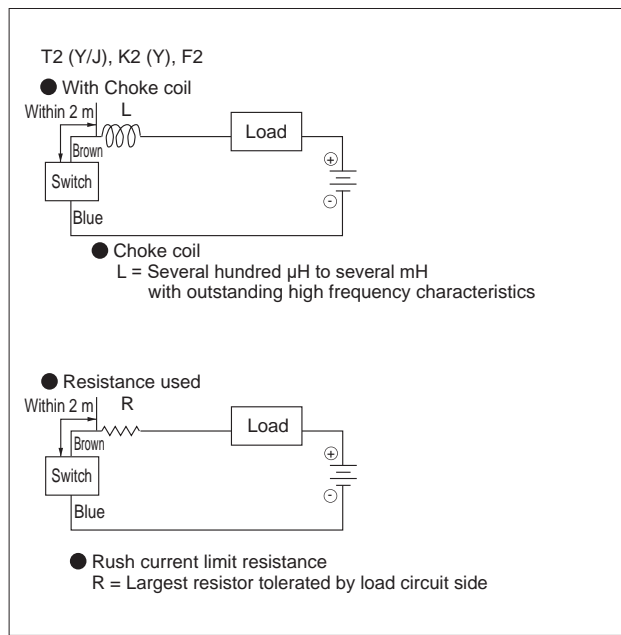 T2 (Y/J), K2 (Y), F2
● With Choke coil
Within 2 m
L
Brown
Load
Switch
+
-
Blue
● Choke coil
L = Several hundred µH to several mH
with outstanding high frequency characteristics
● Resistance used
Within 2 m
R
Brown
Load
Switch
+
-
Blue
● Rush current limit resistance
R = Largest resistor tolerated by load circuit side